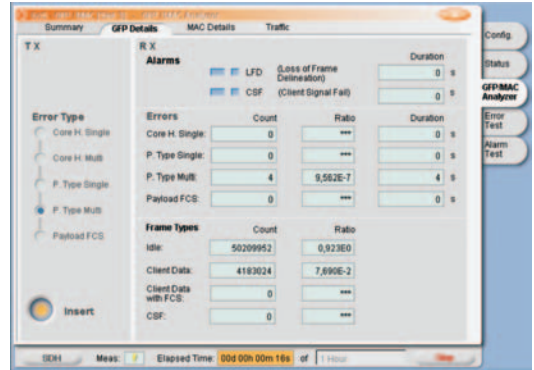 Summary GFP Details MAC Details Traffic
Config.
Status
GFP/MAC Analyzer
Error Test
Alarm Test
TX
RX
Alarms Duration
LFD (Loss of Frame Delineation) 0 s
CSF (Client Signal Fail) 0 s
Error Type
Core H. Single
Core H. Multi
P. Type Single
P. Type Multi
Payload FCS
Insert
Errors Count Ratio Duration
Core H. Single: 0 *** 0 s
P. Type Single: 0 *** 0 s
P. Type Multi: 4 9,562E-7 4 s
Payload FCS: 0 *** 0 s
Frame Types Count Ratio
Idle: 50209952 0,923E0
Client Data: 4183024 7,690E-2
Client Data with FCS: 0 ***
CSF: 0 ***
SDH Meas: Elapsed Time: 00d 00h 00m 16s of 1 Hour Stop